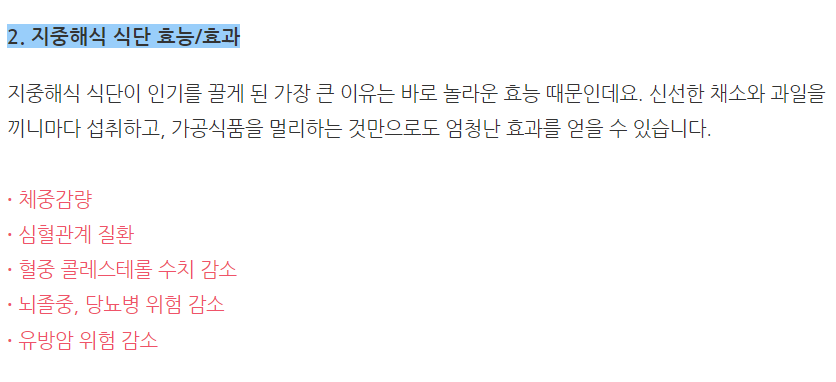 2. 지중해식 식단 효능/효과
지중해식 식단이 인기를 끌게 된 가장 큰 이유는 바로 놀라운 효능 때문인데요. 신선한 채소와 과일을
끼니마다 섭취하고, 가공식품을 멀리하는 것만으로도 엄청난 효과를 얻을 수 있습니다.
· 체중감량
· 심혈관계 질환
· 혈중 콜레스테롤 수치 감소
· 뇌졸중, 당뇨병 위험 감소
· 유방암 위험 감소